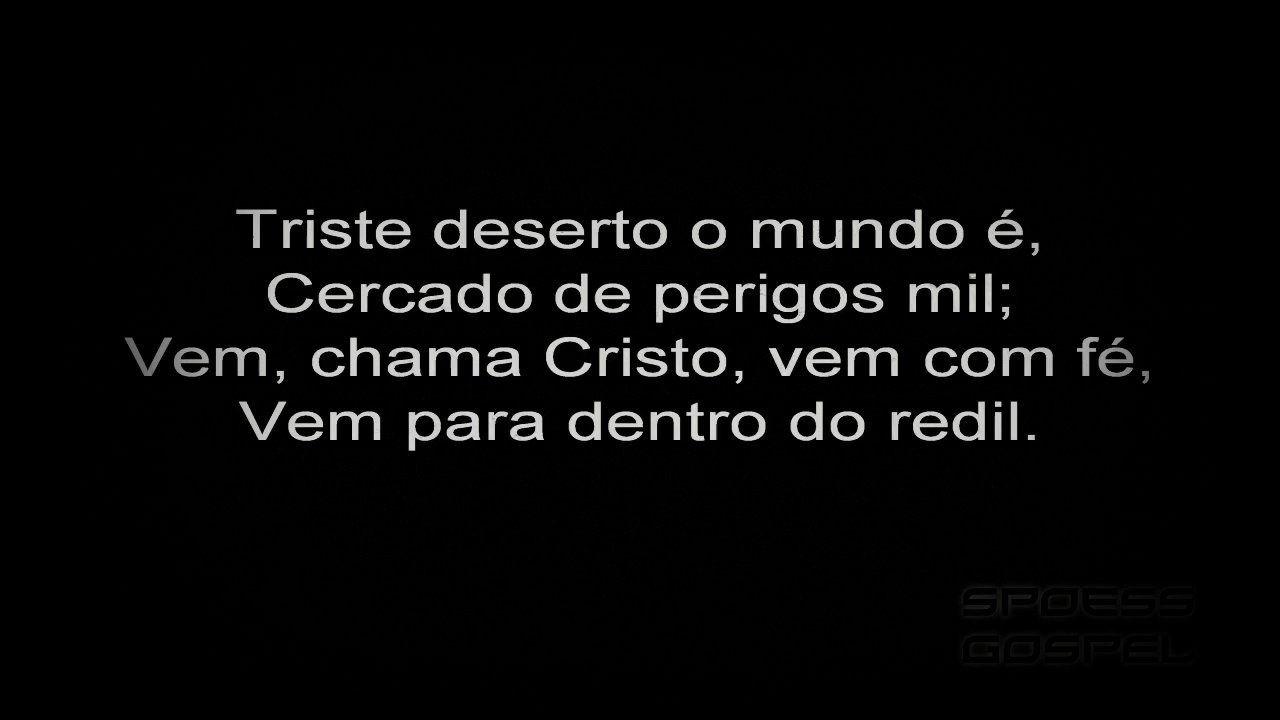 Triste deserto o mundo é,
Cercado de perigos mil;
Vem, chama Cristo, vem com fé,
Vem para dentro do redil.
SPOESS
GOSPEL